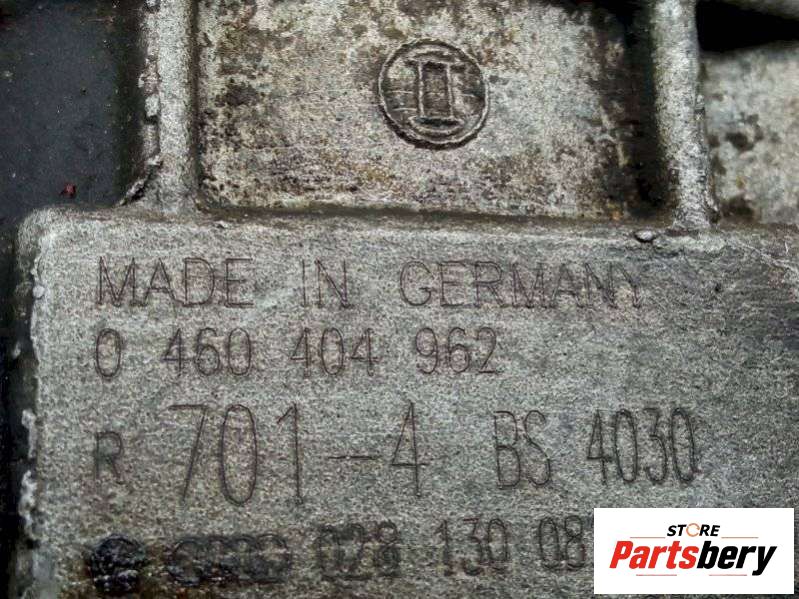 MADE IN GERMANY
0 460 404 962
R 701-4 BS 4030
028 130 08
STORE
Partsbery